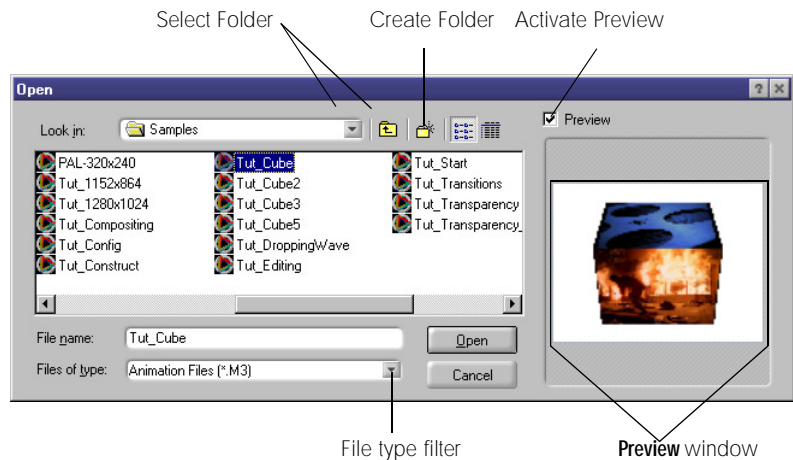 Select Folder Create Folder Activate Preview
Open
Look in: Samples
Preview
PAL-320x240 Tut_Cube Tut_Start
Tut_1152x864 Tut_Cube2 Tut_Transitions
Tut_1280x1024 Tut_Cube3 Tut_Transparency
Tut_Compositing Tut_Cube5 Tut_Transparency_
Tut_Config Tut_DroppingWave
Tut_Construct Tut_Editing
File name: Tut_Cube Open
Files of type: Animation Files (*.M3) Cancel
File type filter Preview window